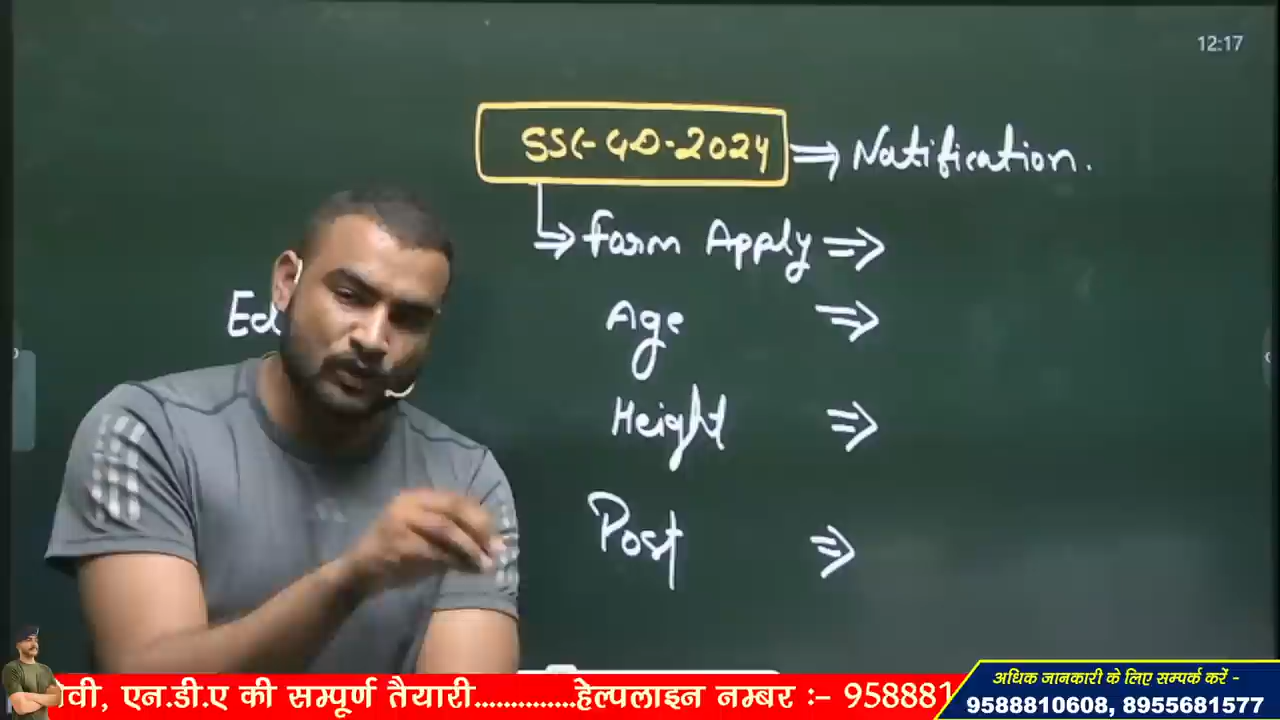 12:17
SSC-GD-2024 ⇒ Notification.
Form Apply ⇒
Age ⇒
Height ⇒
Post ⇒
वी, एन.डी.ए की सम्पूर्ण तैयारी..............हेल्पलाइन नम्बर :- 958881
अधिक जानकारी के लिए सम्पर्क करें -
9588810608, 8955681577